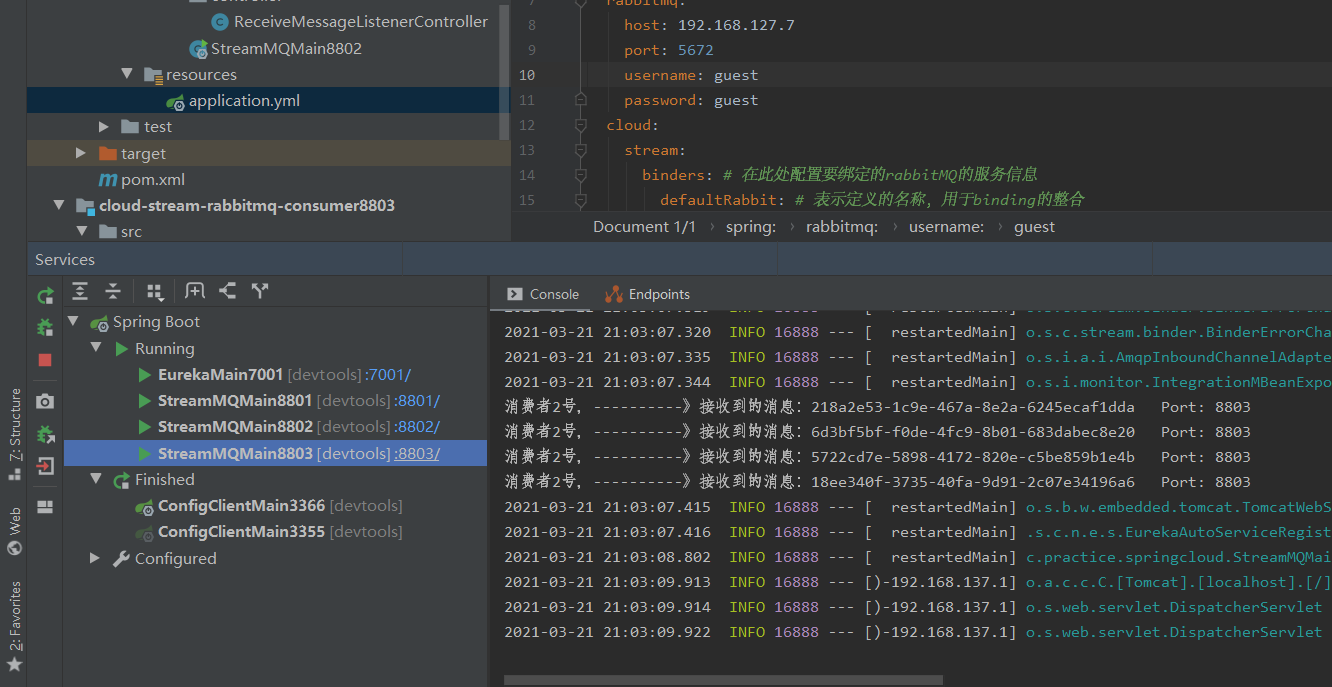 ReceiveMessageListenerController
StreamMQMain8802
resources
application.yml
test
target
pom.xml
cloud-stream-rabbitmq-consumer8803
src
rabbitmq:
8 host: 192.168.127.7
9 port: 5672
10 username: guest
11 password: guest
12 cloud:
13 stream:
14 binders: # 在此处配置要绑定的rabbitMQ的服务信息
15 defaultRabbit: # 表示定义的名称，用于binding的整合
Document 1/1 › spring: › rabbitmq: › username: › guest
Services
Z: Structure
Web
2: Favorites
Spring Boot
Running
EurekaMain7001 [devtools] :7001/
StreamMQMain8801 [devtools] :8801/
StreamMQMain8802 [devtools] :8802/
StreamMQMain8803 [devtools] :8803/
Finished
ConfigClientMain3366 [devtools]
ConfigClientMain3355 [devtools]
Configured
Console Endpoints
2021-03-21 21:03:07.320 INFO 16888 --- [ restartedMain] o.s.c.stream.binder.BinderErrorCha
2021-03-21 21:03:07.335 INFO 16888 --- [ restartedMain] o.s.i.a.i.AmqpInboundChannelAdapte
2021-03-21 21:03:07.344 INFO 16888 --- [ restartedMain] o.s.i.monitor.IntegrationMBeanExpo
消费者2号，----------》接收到的消息：218a2e53-1c9e-467a-8e2a-6245ecaf1dda Port: 8803
消费者2号，----------》接收到的消息：6d3bf5bf-f0de-4fc9-8b01-683dabec8e20 Port: 8803
消费者2号，----------》接收到的消息：5722cd7e-5898-4172-820e-c5be859b1e4b Port: 8803
消费者2号，----------》接收到的消息：18ee340f-3735-40fa-9d91-2c07e34196a6 Port: 8803
2021-03-21 21:03:07.415 INFO 16888 --- [ restartedMain] o.s.b.w.embedded.tomcat.TomcatWebS
2021-03-21 21:03:07.416 INFO 16888 --- [ restartedMain] .s.c.n.e.s.EurekaAutoServiceRegist
2021-03-21 21:03:08.802 INFO 16888 --- [ restartedMain] c.practice.springcloud.StreamMQMai
2021-03-21 21:03:09.913 INFO 16888 --- [)-192.168.137.1] o.a.c.c.C.[Tomcat].[localhost].[/]
2021-03-21 21:03:09.914 INFO 16888 --- [)-192.168.137.1] o.s.web.servlet.DispatcherServlet
2021-03-21 21:03:09.922 INFO 16888 --- [)-192.168.137.1] o.s.web.servlet.DispatcherServlet